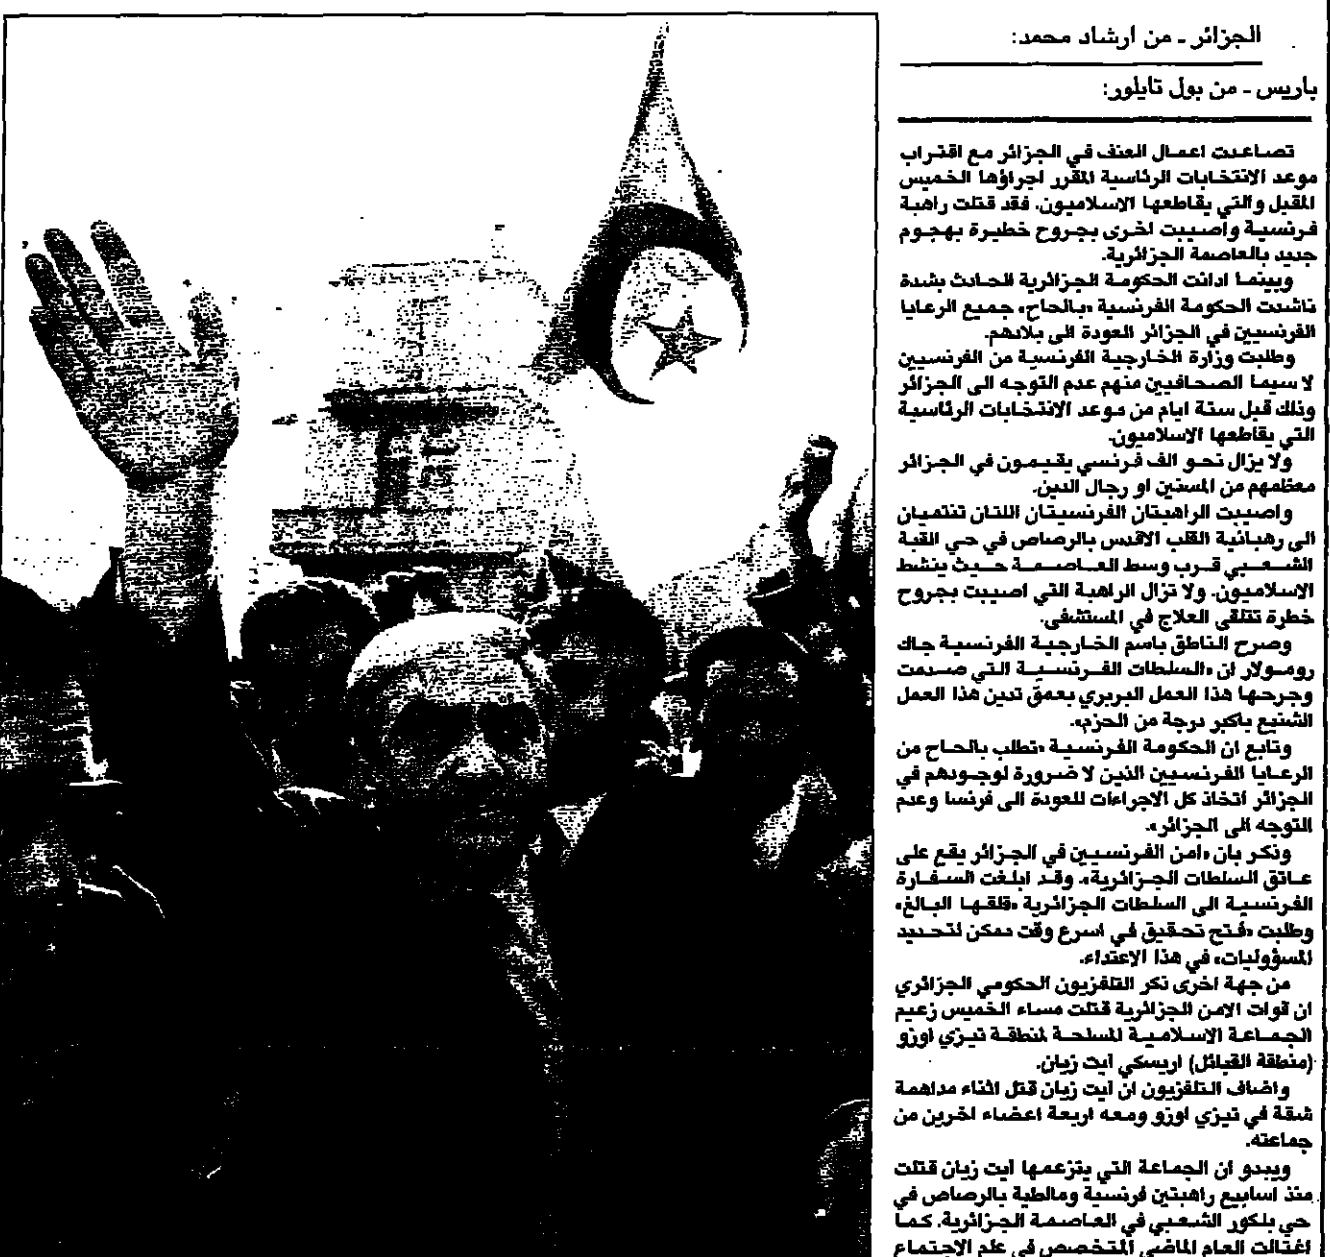 الجزائر ـ من ارشاد محمد:
باريس ـ من بول تايلور:
تصاعدت اعمال العنف في الجزائر مع اقتراب
موعد الانتخابات الرئاسية المقرر اجراؤها الخميس
المقبل والتي يقاطعها الاسلاميون. فقد قتلت راهبة
فرنسية واصيبت اخرى بجروح خطيرة بهجوم
جديد بالعاصمة الجزائرية.
وبينما ادانت الحكومة الجزائرية الحادث بشدة
ناشدت الحكومة الفرنسية «بالحاح» جميع الرعايا
الفرنسيين في الجزائر العودة الى بلادهم.
وطلبت وزارة الخارجية الفرنسية من الفرنسيين
لا سيما الصحافيين منهم عدم التوجه الى الجزائر
وذلك قبل ستة ايام من موعد الانتخابات الرئاسية
التي يقاطعها الاسلاميون.
ولا يزال نحو الف فرنسي يقيمون في الجزائر
معظمهم من المسنين او رجال الدين.
واصيبت الراهبتان الفرنسيتان اللتان تنتميان
الى رهبانية القلب الاقدس بالرصاص في حي القبة
الشعبي قرب وسط العاصمة حيث ينشط
الاسلاميون. ولا تزال الراهبة التي اصيبت بجروح
خطرة تتلقى العلاج في المستشفى.
وصرح الناطق باسم الخارجية الفرنسية جاك
رومولار ان «السلطات الفرنسية التي صدمت
وجرحها هذا العمل البربري بعمق تدين هذا العمل
الشنيع باكبر درجة من الحزم».
وتابع ان الحكومة الفرنسية «تطلب بالحاح من
الرعايا الفرنسيين الذين لا ضرورة لوجودهم في
الجزائر اتخاذ كل الاجراءات للعودة الى فرنسا وعدم
التوجه الى الجزائر».
وذكر بان «امن الفرنسيين في الجزائر يقع على
عاتق السلطات الجزائرية». وقد ابلغت السفارة
الفرنسية الى السلطات الجزائرية «قلقها البالغ»
وطلبت «فتح تحقيق في اسرع وقت ممكن لتحديد
المسؤوليات» في هذا الاعتداء.
من جهة اخرى ذكر التلفزيون الحكومي الجزائري
ان قوات الامن الجزائرية قتلت مساء الخميس زعيم
الجماعة الاسلامية المسلحة لمنطقة تيزي اوزو
(منطقة القبائل) اريسكي ايت زيان.
واضاف التلفزيون ان ايت زيان قتل اثناء مداهمة
شقة في تيزي اوزو ومعه اربعة اعضاء اخرين من
جماعته.
ويبدو ان الجماعة التي يتزعمها ايت زيان قتلت
منذ اسابيع راهبتين فرنسية ومالطية بالرصاص في
حي بلكور الشعبي في العاصمة الجزائرية. كما
اغتالت العام الماضي المتخصص في علم الاجتماع